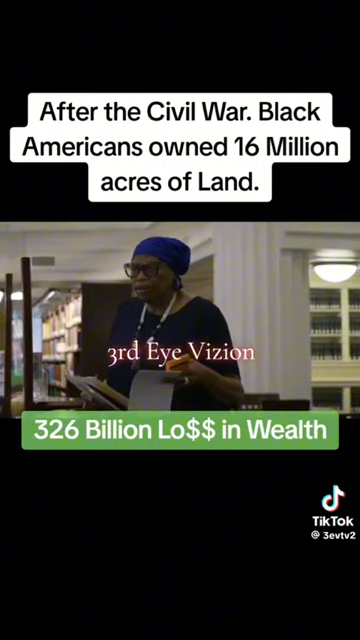 After the Civil War. Black
Americans owned 16 Million
acres of Land.
3rd Eye Vizion
326 Billion Lo$$ in Wealth
TikTok
@ 3evtv2